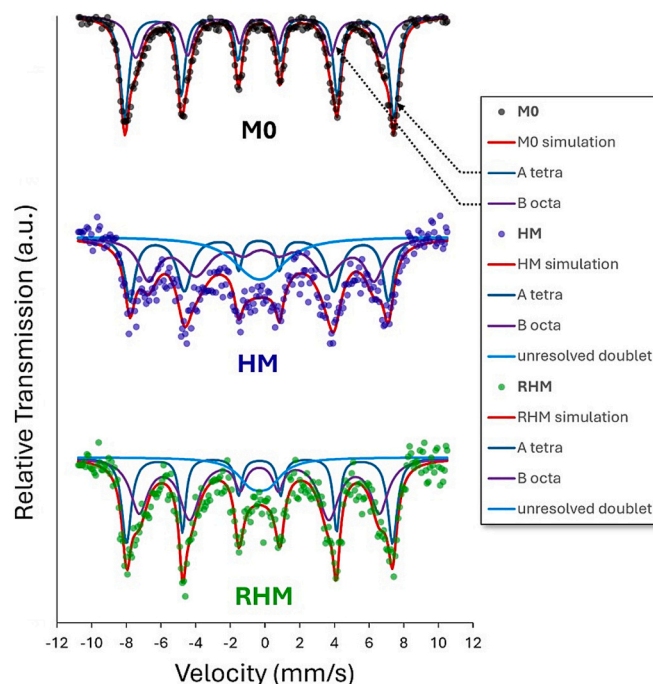 M0
HM
RHM
Relative Transmission (a.u.)
-12 -10 -8 -6 -4 -2 0 2 4 6 8 10 12
Velocity (mm/s)
M0
M0 simulation
A tetra
B octa
HM
HM simulation
A tetra
B octa
unresolved doublet
RHM
RHM simulation
A tetra
B octa
unresolved doublet